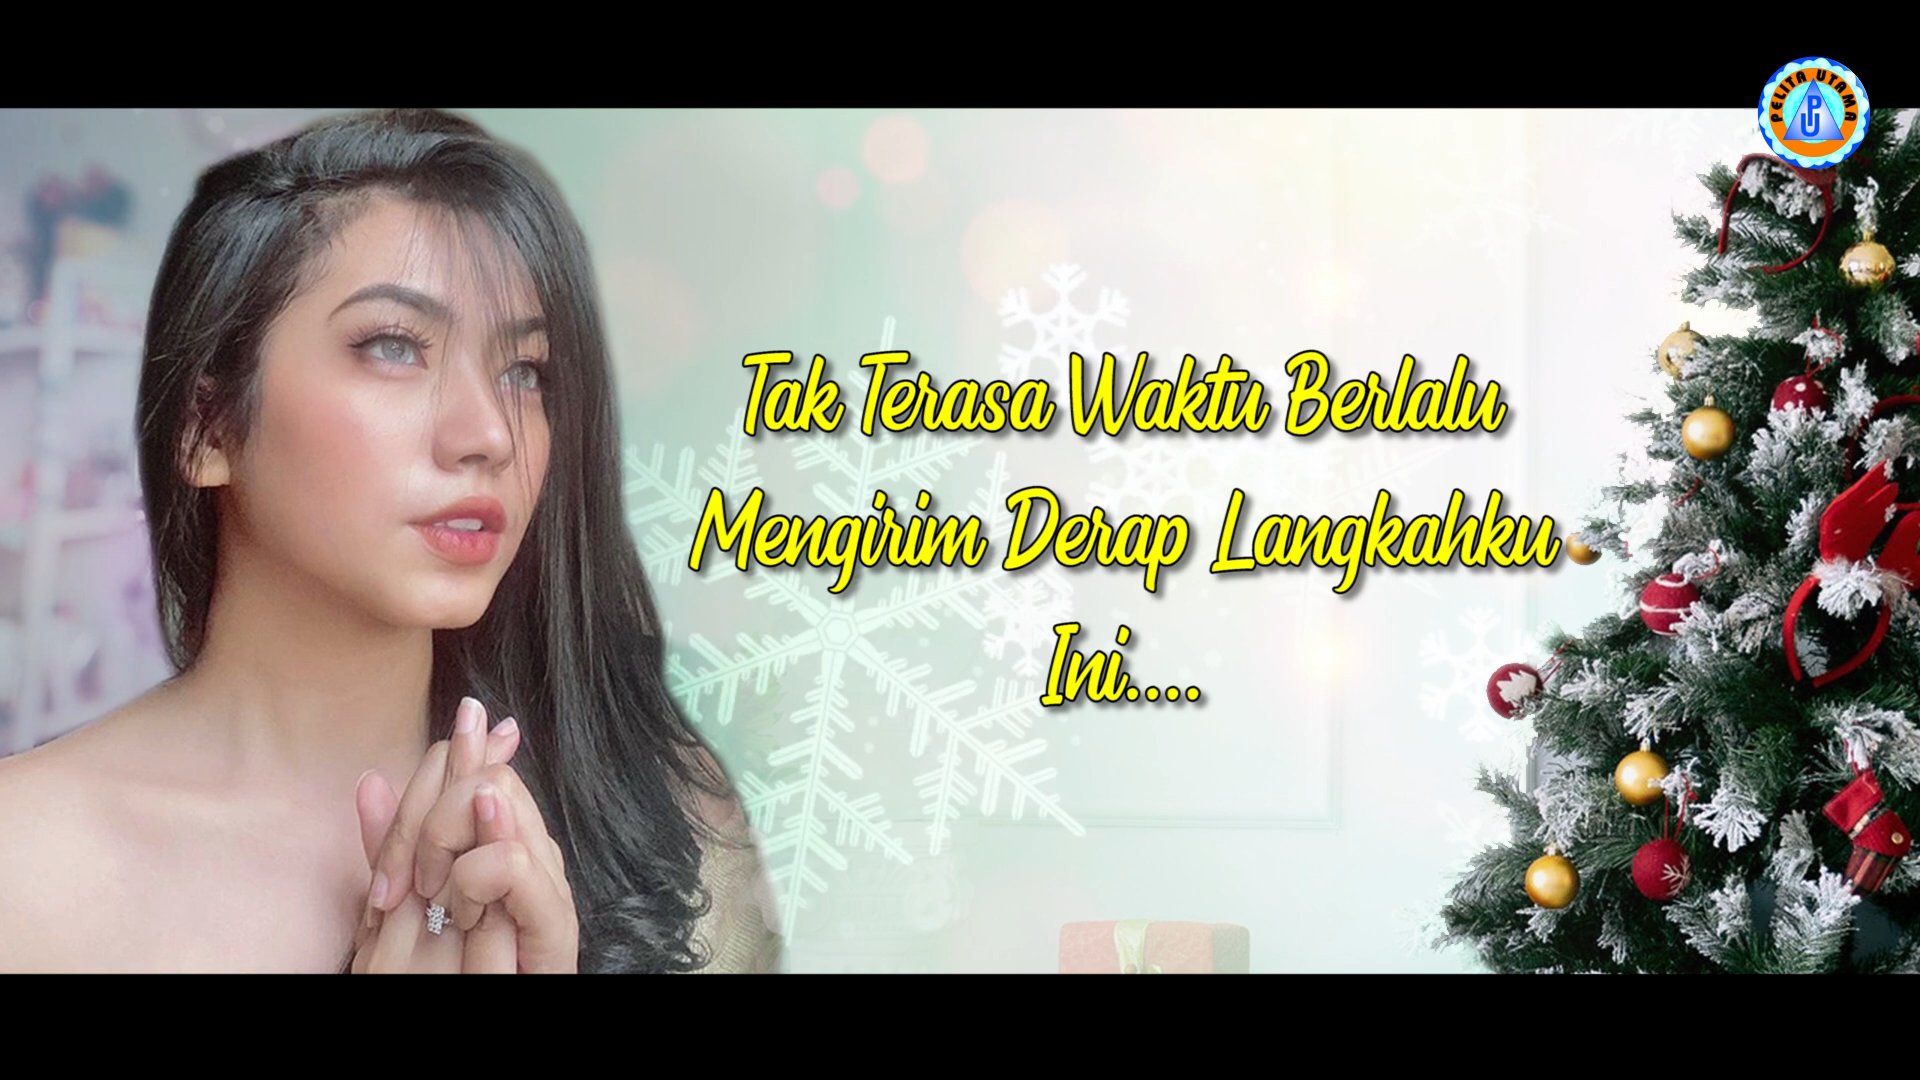 PELITA UTAMA
PU
Tak Terasa Waktu Berlalu
Mengirim Derap Langkahku
Ini....